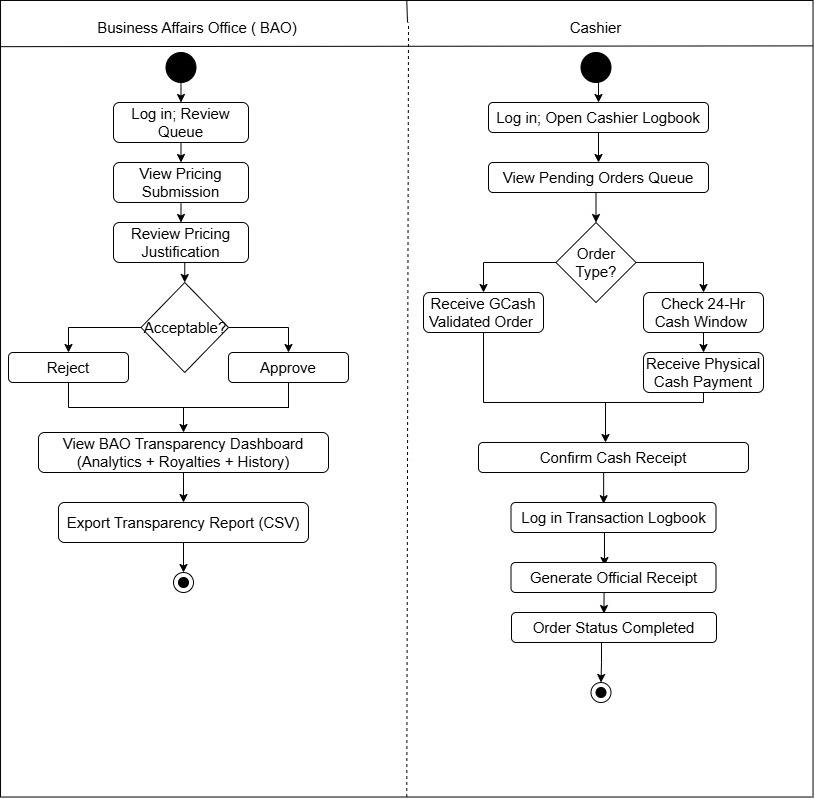 Business Affairs Office ( BAO)
Log in; Review
Queue
View Pricing
Submission
Review Pricing
Justification
Acceptable?
Reject
Approve
View BAO Transparency Dashboard
(Analytics + Royalties + History)
Export Transparency Report (CSV)
Cashier
Log in; Open Cashier Logbook
View Pending Orders Queue
Order
Type?
Receive GCash
Validated Order
Check 24-Hr
Cash Window
Receive Physical
Cash Payment
Confirm Cash Receipt
Log in Transaction Logbook
Generate Official Receipt
Order Status Completed